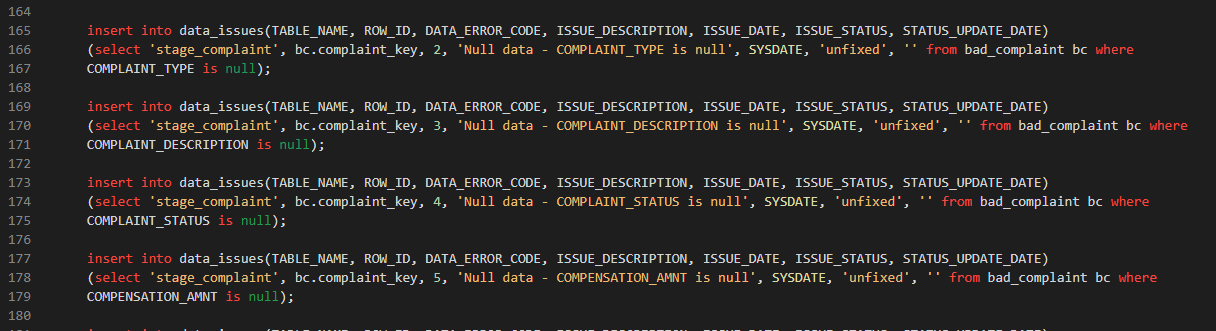 164
165 insert into data_issues(TABLE_NAME, ROW_ID, DATA_ERROR_CODE, ISSUE_DESCRIPTION, ISSUE_DATE, ISSUE_STATUS, STATUS_UPDATE_DATE)
166 (select 'stage_complaint', bc.complaint_key, 2, 'Null data - COMPLAINT_TYPE is null', SYSDATE, 'unfixed', '' from bad_complaint bc where
167 COMPLAINT_TYPE is null);
168
169 insert into data_issues(TABLE_NAME, ROW_ID, DATA_ERROR_CODE, ISSUE_DESCRIPTION, ISSUE_DATE, ISSUE_STATUS, STATUS_UPDATE_DATE)
170 (select 'stage_complaint', bc.complaint_key, 3, 'Null data - COMPLAINT_DESCRIPTION is null', SYSDATE, 'unfixed', '' from bad_complaint bc where
171 COMPLAINT_DESCRIPTION is null);
172
173 insert into data_issues(TABLE_NAME, ROW_ID, DATA_ERROR_CODE, ISSUE_DESCRIPTION, ISSUE_DATE, ISSUE_STATUS, STATUS_UPDATE_DATE)
174 (select 'stage_complaint', bc.complaint_key, 4, 'Null data - COMPLAINT_STATUS is null', SYSDATE, 'unfixed', '' from bad_complaint bc where
175 COMPLAINT_STATUS is null);
176
177 insert into data_issues(TABLE_NAME, ROW_ID, DATA_ERROR_CODE, ISSUE_DESCRIPTION, ISSUE_DATE, ISSUE_STATUS, STATUS_UPDATE_DATE)
178 (select 'stage_complaint', bc.complaint_key, 5, 'Null data - COMPENSATION_AMNT is null', SYSDATE, 'unfixed', '' from bad_complaint bc where
179 COMPENSATION_AMNT is null);
180